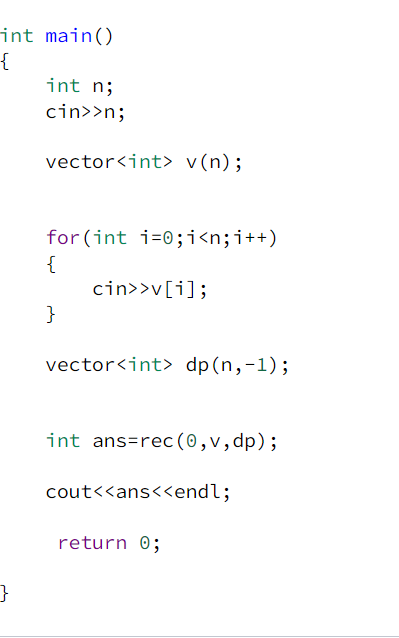 int main()
{
    int n;
    cin>>n;
    vector<int> v(n);
    for(int i=0;i<n;i++)
    {
        cin>>v[i];
    }
    vector<int> dp(n,-1);
    int ans=rec(0,v,dp);
    cout<<ans<<endl;
     return 0;
}